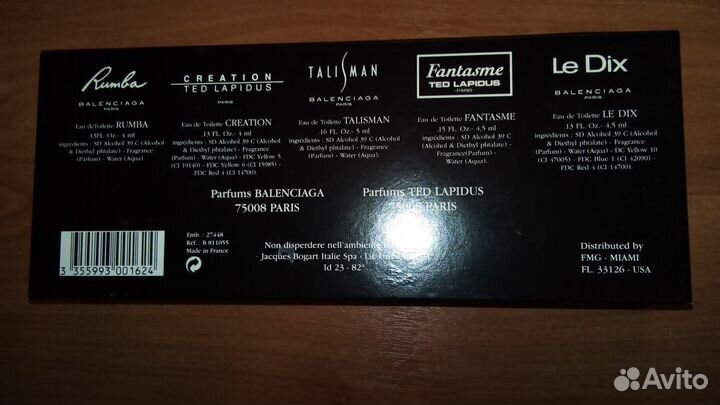 Rumba
BALENCIAGA
PARIS
Eau deToilette RUMBA
.13FL. Oz.- 4 ml
ingrédients : SD Alcohol 39 C (Alcohol
& Diethyl phtalate) - Fragrance
(Parfum) - Water (Aqua).
CREATION
TED LAPIDUS
PARIS
Eau de Toilette CREATION
.13 FL. Oz.- 4 ml
ingrédients : SD Alcohol 39 C (Alcohol
& Diethyl phtalate) - Fragrance
(Parfum) - Water (Aqua) - FDC Yellow 5
(CI 19140) - FDC Yellow 6 (CI 15985) -
FDC Red 4 (CI 14700).
TALISMAN
BALENCIAGA
PARIS
Eau de Toilette TALISMAN
.16 FL. Oz.- 5 ml
ingrédients : SD Alcohol 39 C (Alcohol
& Diethyl phtalate) - Fragrance
(Parfum) - Water (Aqua).
Fantasme
TED LAPIDUS
-PARIS-
Eau de Toilette FANTASME
.15 FL. Oz.- 4,5 ml
ingrédients : SD Alcohol 39 C
(Alcohol & Diethyl phtalate) -
Fragrance(Parfum)
- Water (Aqua).
Le Dix
BALENCIAGA
PARIS
Eau de Toilette LE DIX
.13 FL. Oz.- 4,5 ml
ingrédients : SD Alcohol 39 C (Alcohol
& Diethyl phtalate) - Fragrance
(Parfum) - Water (Aqua) - DC Yellow 10
(CI 47005) - FDC Blue 1 (CI 42090) -
FDC Red 4 (CI 14700).
Parfums BALENCIAGA
75008 PARIS
Parfums TED LAPIDUS
75008 PARIS
3 355993 001624
Emb. : 27448
Réf. : B 811055
Made in France
Non disperdere nell'ambiente
- Jacques Bogart Italie Spa -
Id 23 - 82°
Distributed by
FMG - MIAMI
FL. 33126 - USA
Avito